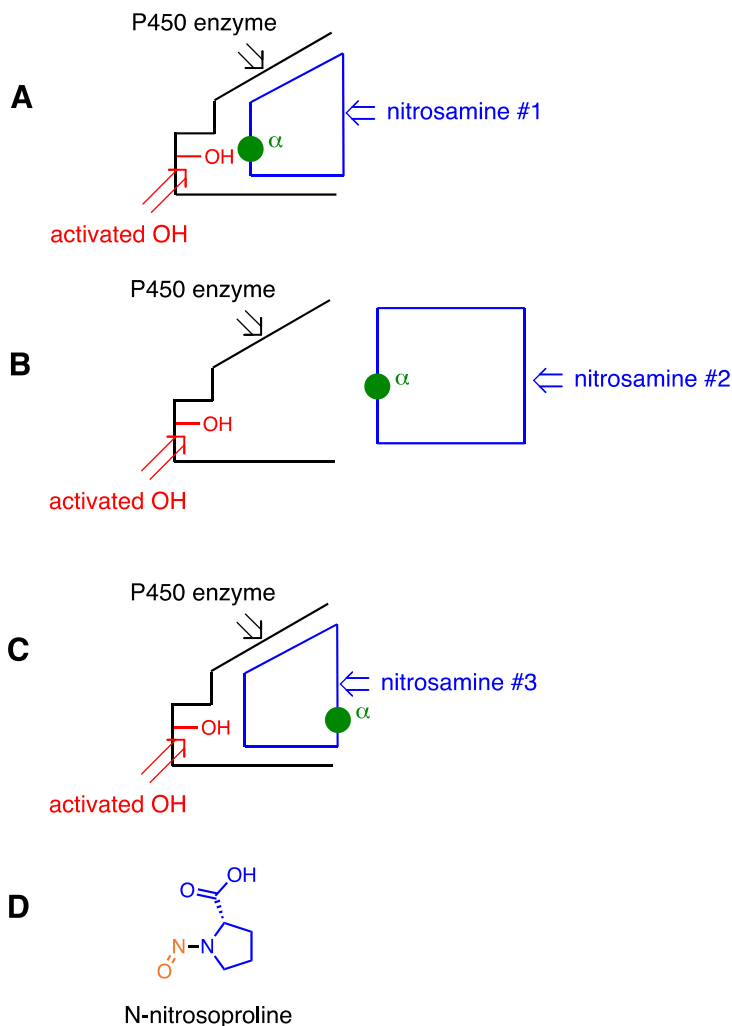 P450 enzyme
A
nitrosamine #1
α
OH
activated OH
P450 enzyme
B
α
nitrosamine #2
OH
activated OH
P450 enzyme
C
nitrosamine #3
α
OH
activated OH
D
OH
O
N
N
O
N-nitrosoproline